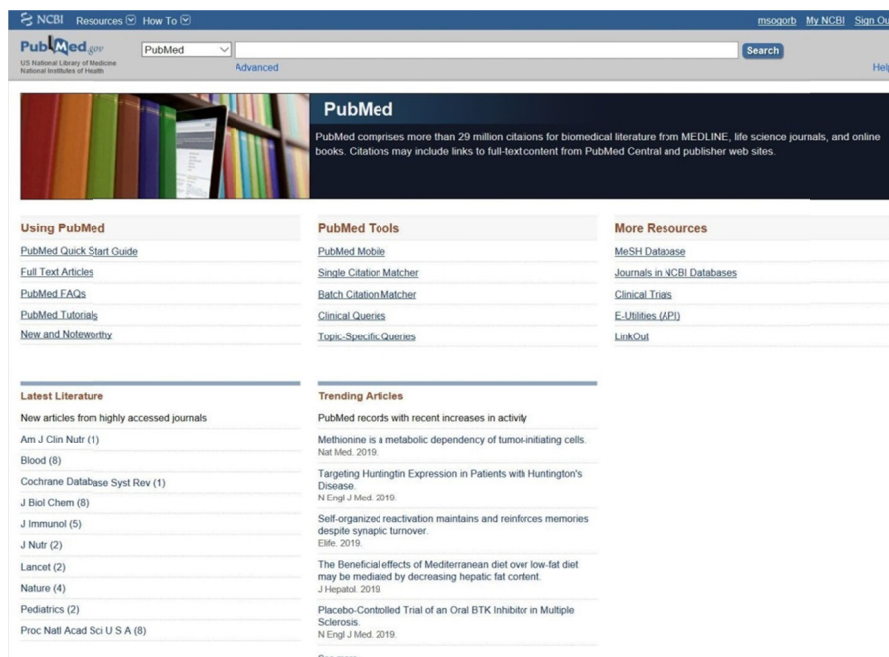 NCBI Resources How To msogorb My NCBI Sign Ou
PubMed.gov
US National Library of Medicine
National Institutes of Health
PubMed
Search
Advanced
Help
PubMed
PubMed comprises more than 29 million citations for biomedical literature from MEDLINE, life science journals, and online
books. Citations may include links to full-text content from PubMed Central and publisher web sites.
Using PubMed
PubMed Quick Start Guide
Full Text Articles
PubMed FAQs
PubMed Tutorials
New and Noteworthy
PubMed Tools
PubMed Mobile
Single Citation Matcher
Batch Citation Matcher
Clinical Queries
Topic-Specific Queries
More Resources
MeSH Database
Journals in NCBI Databases
Clinical Trials
E-Utilities (API)
LinkOut
Latest Literature
New articles from highly accessed journals
Am J Clin Nutr (1)
Blood (8)
Cochrane Database Syst Rev (1)
J Biol Chem (8)
J Immunol (5)
J Nutr (2)
Lancet (2)
Nature (4)
Pediatrics (2)
Proc Natl Acad Sci U S A (8)
Trending Articles
PubMed records with recent increases in activity
Methionine is a metabolic dependency of tumor-initiating cells.
Nat Med. 2019.
Targeting Huntingtin Expression in Patients with Huntington's
Disease.
N Engl J Med. 2019.
Self-organized reactivation maintains and reinforces memories
despite synaptic turnover.
Elife. 2019.
The Beneficial effects of Mediterranean diet over low-fat diet
may be mediated by decreasing hepatic fat content.
J Hepatol. 2019
Placebo-Controlled Trial of an Oral BTK Inhibitor in Multiple
Sclerosis.
N Engl J Med. 2019.